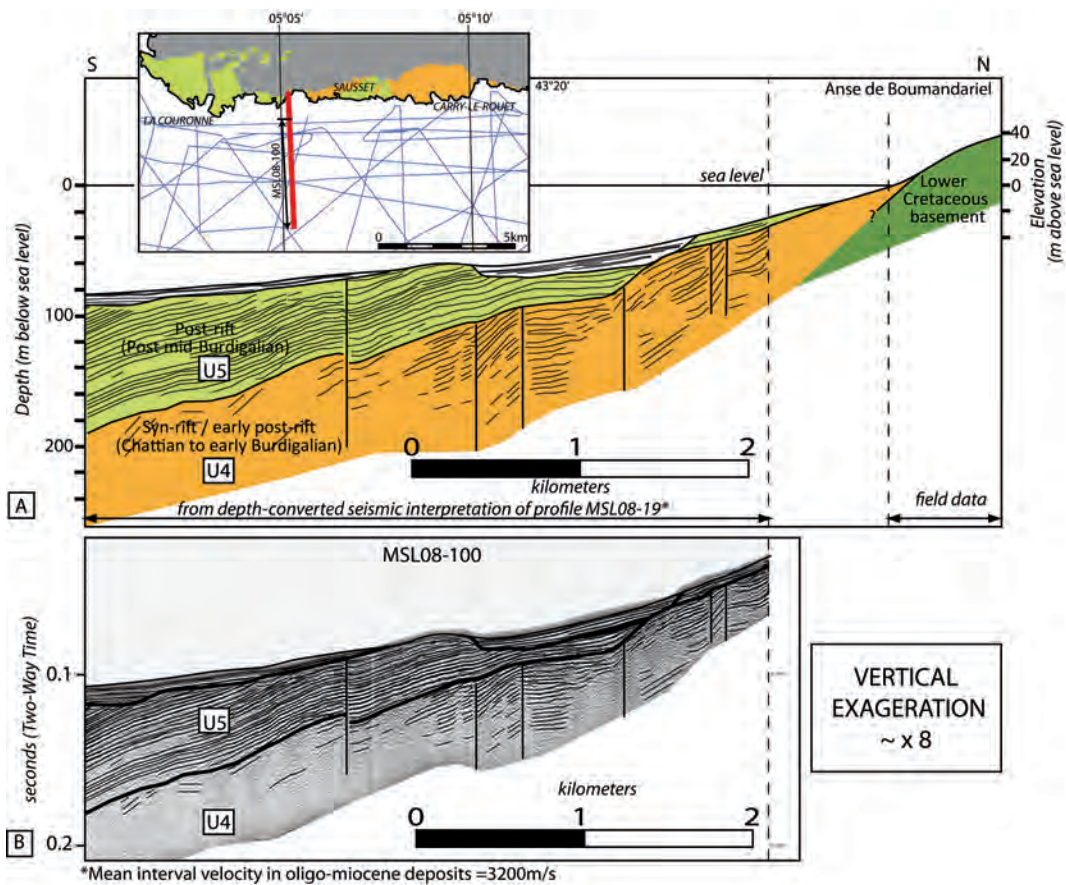 05°05'
05°10'
S
N
43°20'
SAUSSET
LA COURONNE
CARRY-LE-ROUET
MSL08-100
0
5km
Anse de Boumandariel
sea level
Lower
Cretaceous
basement
?
40
20
0
Elevation
(m above sea level)
0
100
200
Depth (m below sea level)
Post-rift
(Post mid-Burdigalian)
U5
Syn-rift / early post-rift
(Chattian to early Burdigalian)
U4
0
1
2
kilometers
A
from depth-converted seismic interpretation of profile MSL08-19*
field data
MSL08-100
seconds (Two-Way Time)
0.1
0.2
U5
U4
kilometers
0
1
2
B
VERTICAL
EXAGERATION
~ x 8
*Mean interval velocity in oligo-miocene deposits =3200m/s